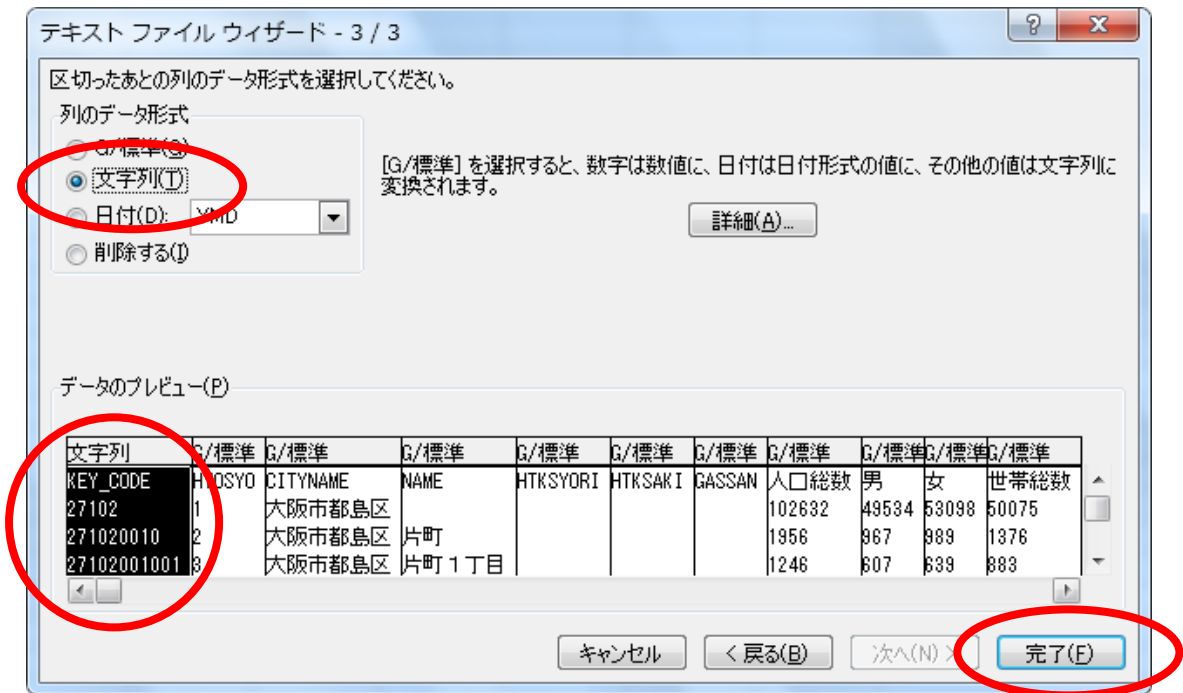 テキスト ファイル ウィザード - 3 / 3
区切ったあとの列のデータ形式を選択してください。
列のデータ形式
G/標準(G)
文字列(T)
日付(D): YMD
削除する(I)
[G/標準] を選択すると、数字は数値に、日付は日付形式の値に、その他の値は文字列に
変換されます。
詳細(A)...
データのプレビュー(P)
文字列 G/標準 G/標準 G/標準 G/標準 G/標準 G/標準 G/標準 G/標準 G/標準 G/標準
KEY_CODE HYOSYO CITYNAME NAME HTKSYORI HTKSAKI GASSAN 人口総数 男 女 世帯総数
27102 1 大阪市都島区 102632 49534 53098 50075
271020010 2 大阪市都島区 片町 1956 967 989 1376
27102001001 3 大阪市都島区 片町１丁目 1246 607 639 883
キャンセル < 戻る(B) 次へ(N) > 完了(F)